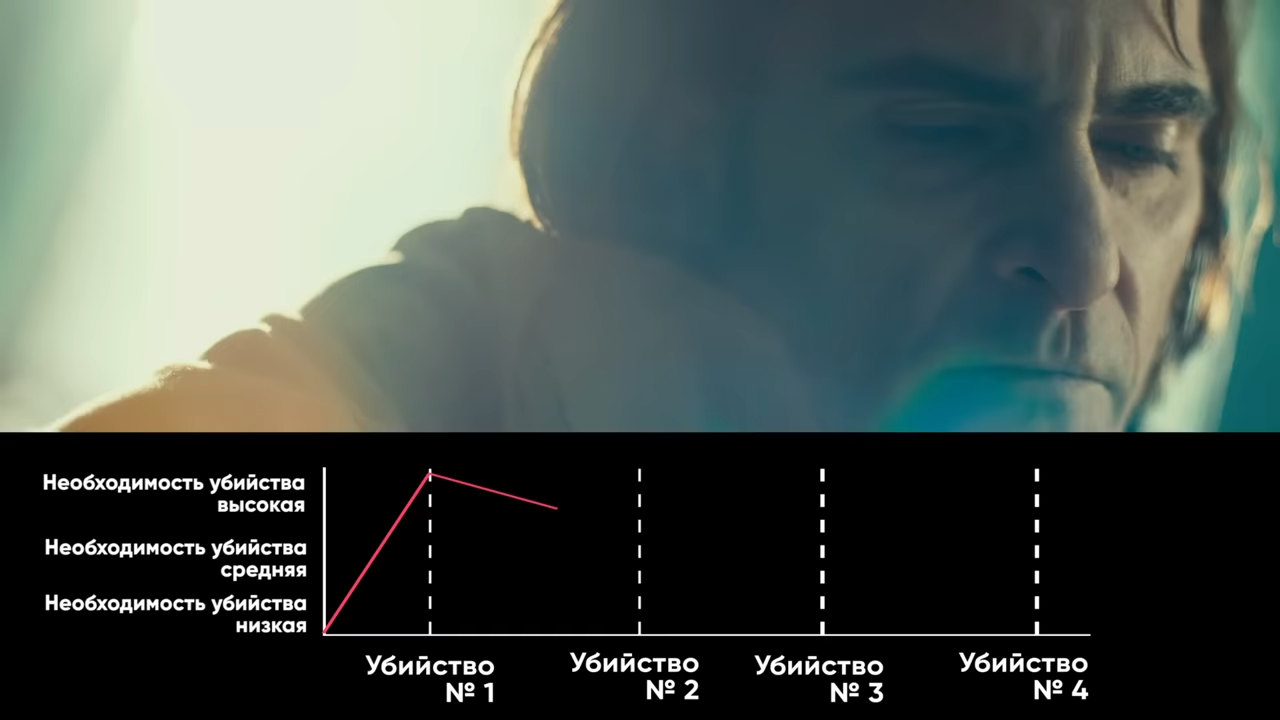 Необходимость убийства
высокая
Необходимость убийства
средняя
Необходимость убийства
низкая
Убийство
№ 1
Убийство
№ 2
Убийство
№ 3
Убийство
№ 4